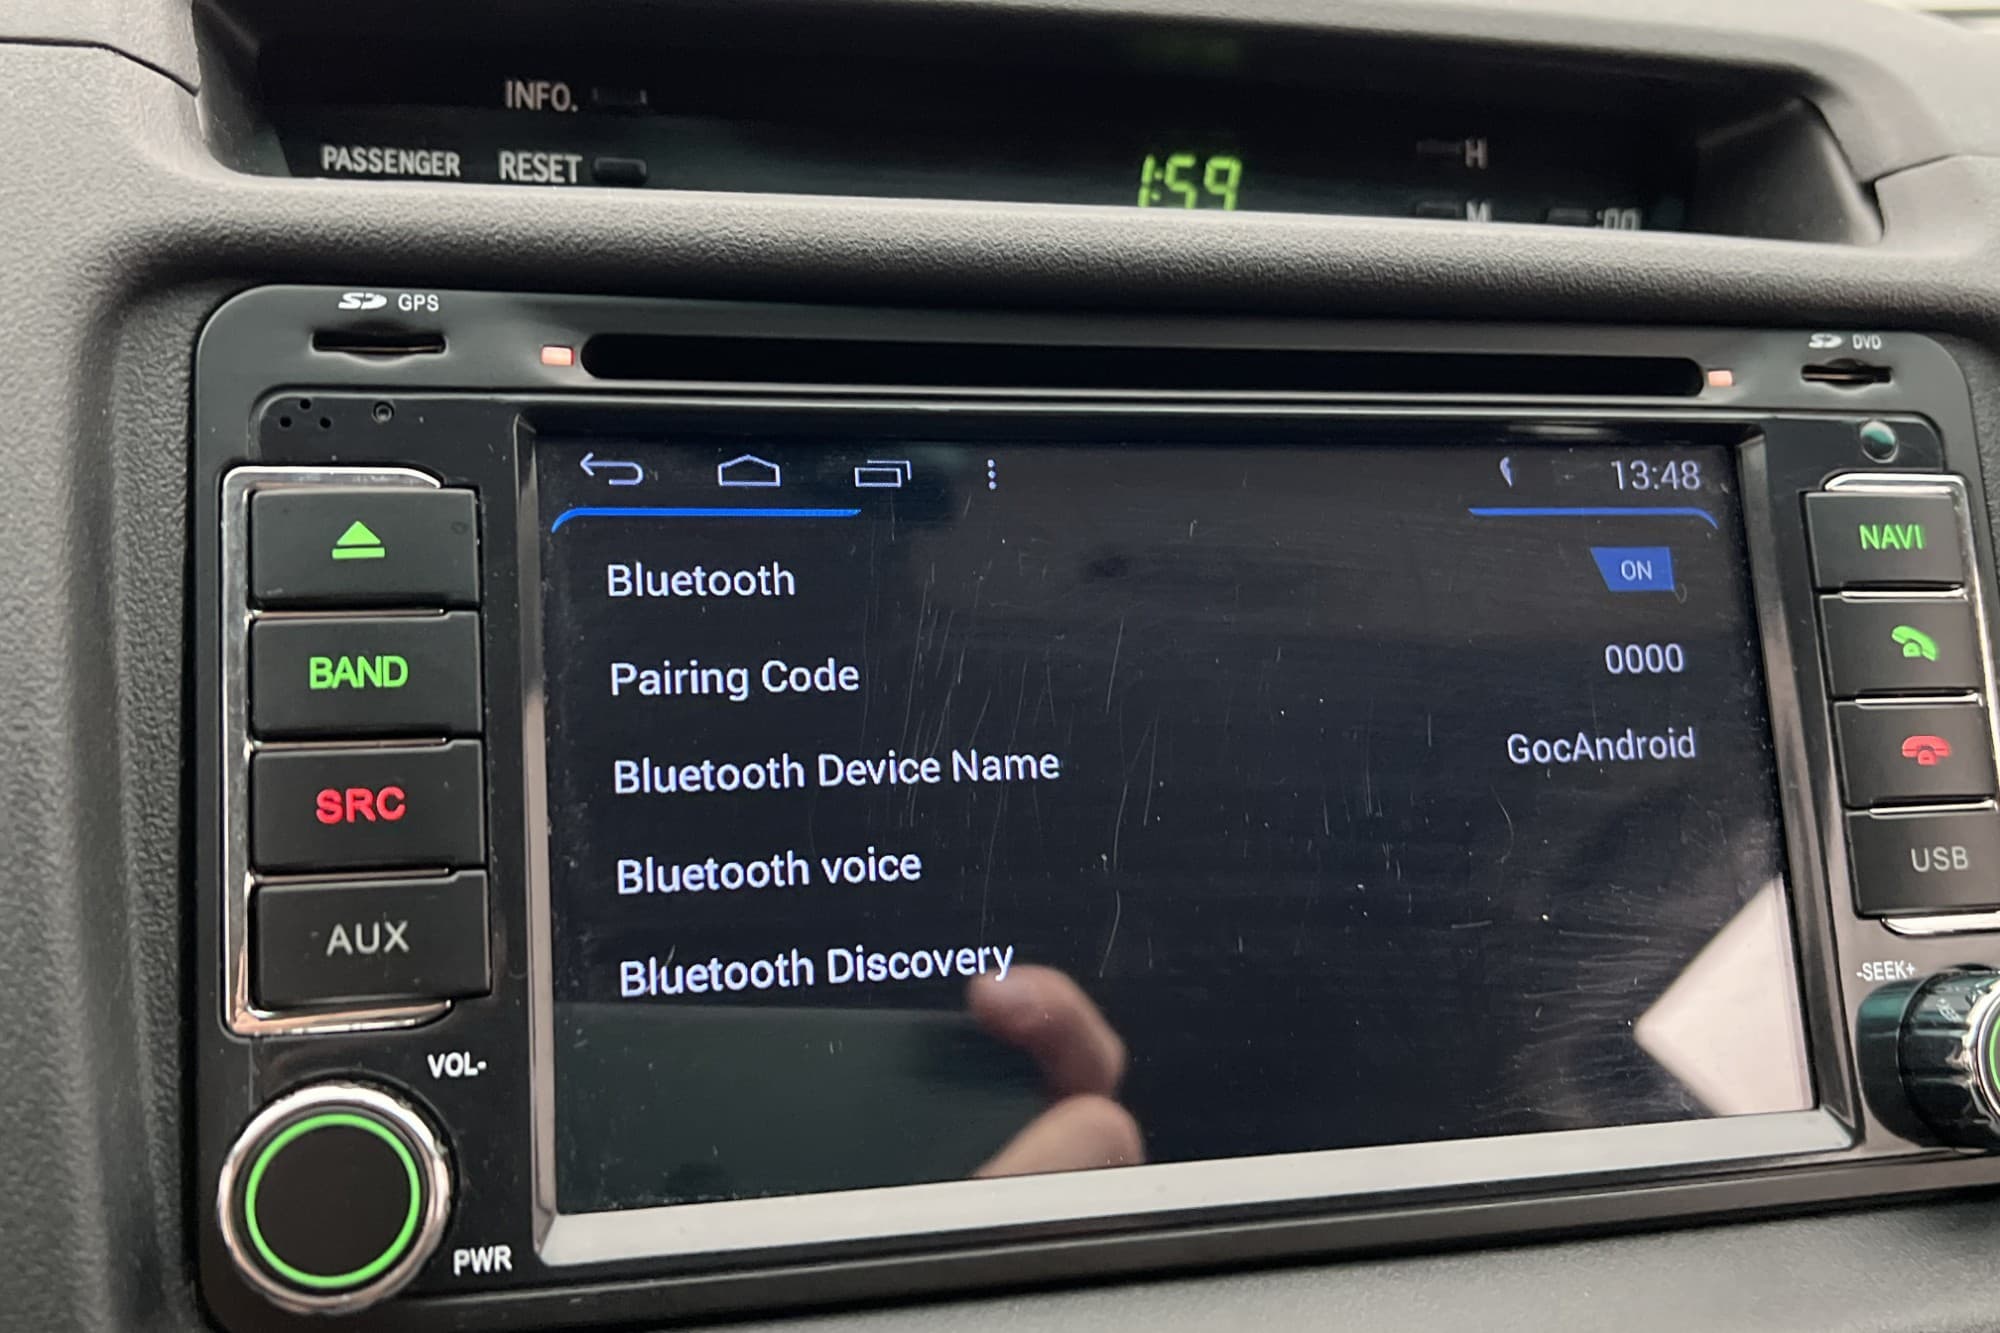 INFO.
PASSENGER RESET
1:59
H
M :00
SD GPS
SD DVD
13:48
Bluetooth ON
Pairing Code 0000
Bluetooth Device Name GocAndroid
Bluetooth voice
Bluetooth Discovery
BAND
SRC
AUX
VOL-
PWR
NAVI
USB
-SEEK+